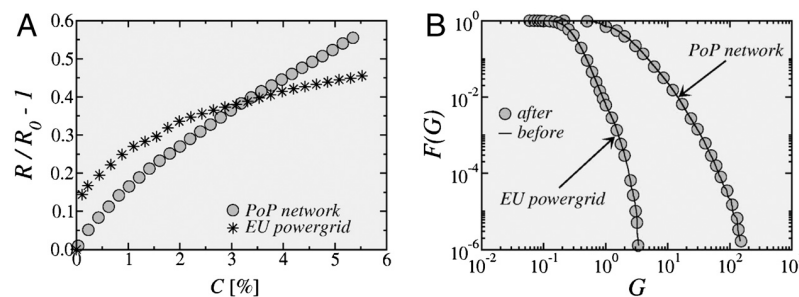 A
R / R0 - 1
0.6
0.5
0.4
0.3
0.2
0.1
0.0
PoP network
EU powergrid
0 1 2 3 4 5 6
C [%]
B
F(G)
10^0
10^-2
10^-4
10^-6
PoP network
after
before
EU powergrid
10^-2 10^-1 10^0 10^1 10^2 10^3
G